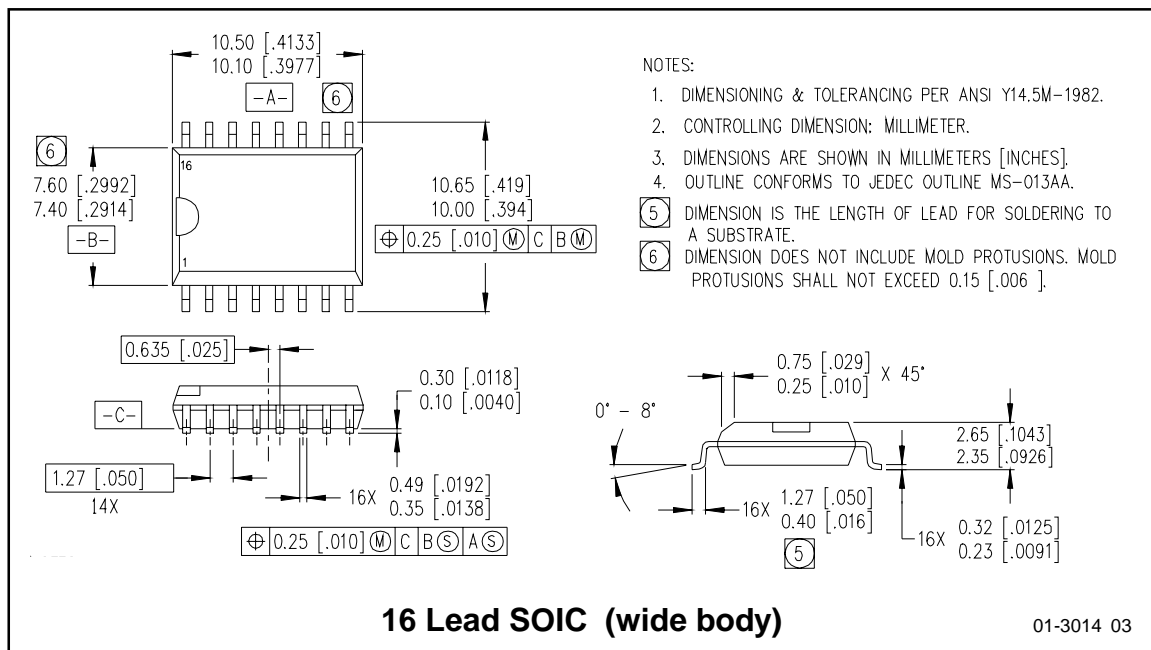 10.50 [.4133]
10.10 [.3977]
-A-
6
6
7.60 [.2992]
7.40 [.2914]
-B-
16
1
10.65 [.419]
10.00 [.394]
⌖ 0.25 [.010] Ⓜ C B Ⓜ
NOTES:
1. DIMENSIONING & TOLERANCING PER ANSI Y14.5M-1982.
2. CONTROLLING DIMENSION: MILLIMETER.
3. DIMENSIONS ARE SHOWN IN MILLIMETERS [INCHES].
4. OUTLINE CONFORMS TO JEDEC OUTLINE MS-013AA.
5 DIMENSION IS THE LENGTH OF LEAD FOR SOLDERING TO
A SUBSTRATE.
6 DIMENSION DOES NOT INCLUDE MOLD PROTUSIONS. MOLD
PROTUSIONS SHALL NOT EXCEED 0.15 [.006 ].
0.635 [.025]
-C-
0.30 [.0118]
0.10 [.0040]
1.27 [.050]
14X
16X
0.49 [.0192]
0.35 [.0138]
⌖ 0.25 [.010] Ⓜ C B Ⓢ A Ⓢ
0.75 [.029]
0.25 [.010]
X 45°
0° - 8°
2.65 [.1043]
2.35 [.0926]
16X
1.27 [.050]
0.40 [.016]
5
16X
0.32 [.0125]
0.23 [.0091]
16 Lead SOIC (wide body)
01-3014 03